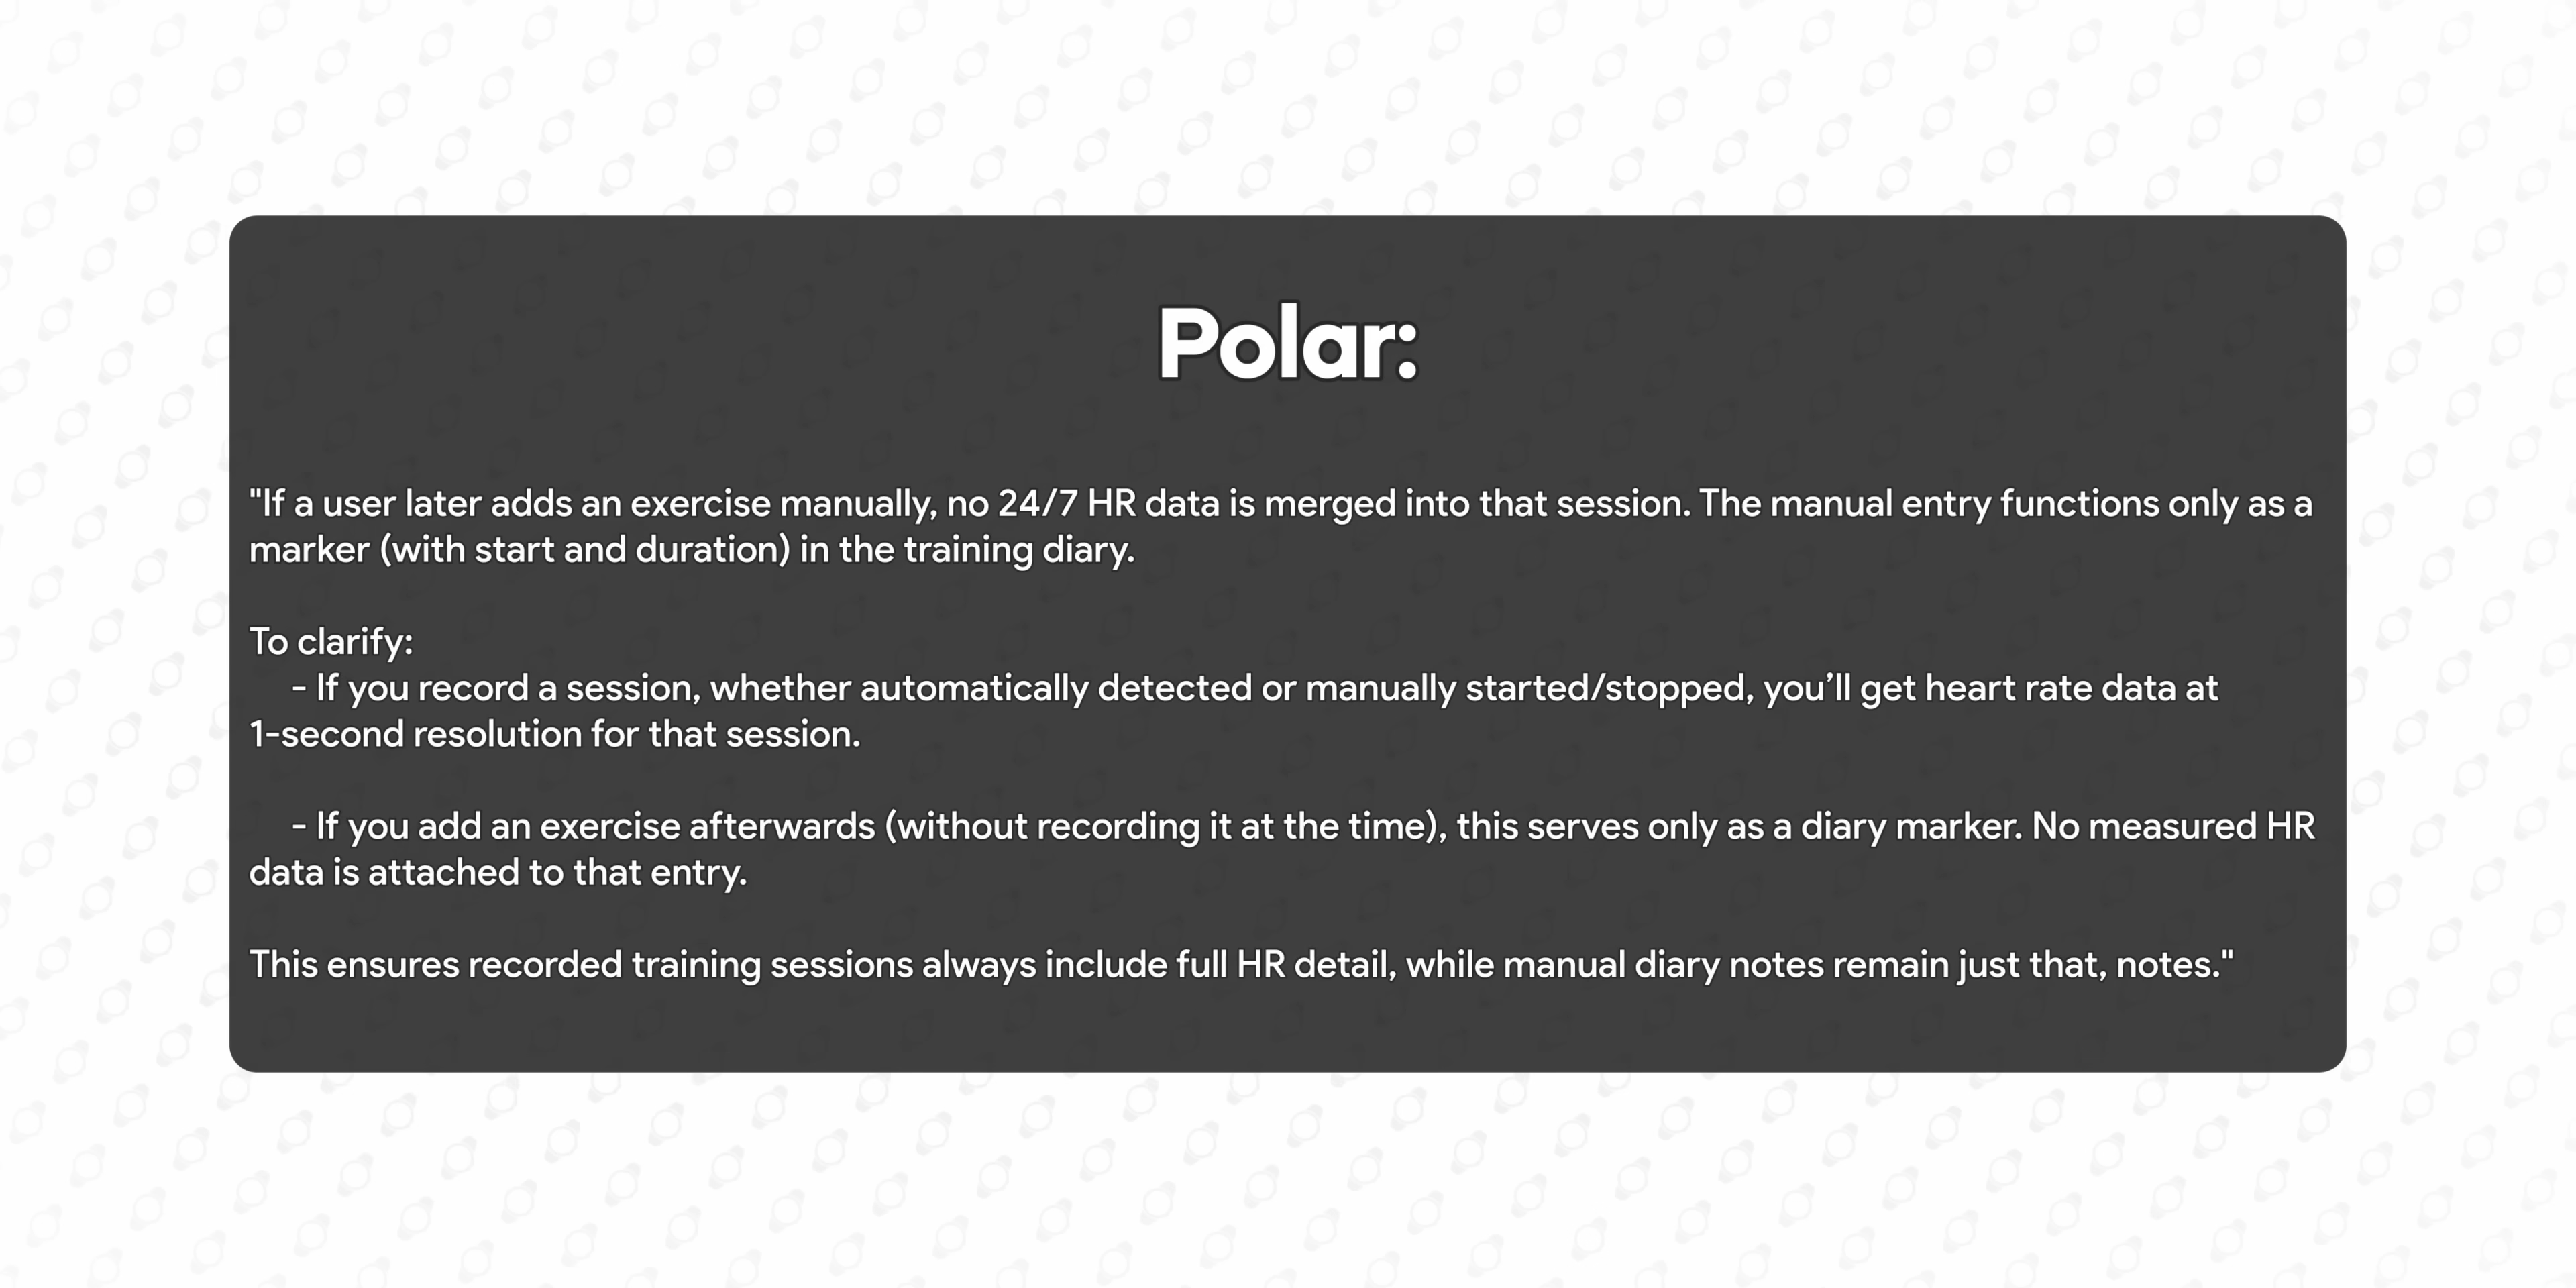 Polar:
"If a user later adds an exercise manually, no 24/7 HR data is merged into that session. The manual entry functions only as a
marker (with start and duration) in the training diary.
To clarify:
- If you record a session, whether automatically detected or manually started/stopped, you’ll get heart rate data at
1-second resolution for that session.
- If you add an exercise afterwards (without recording it at the time), this serves only as a diary marker. No measured HR
data is attached to that entry.
This ensures recorded training sessions always include full HR detail, while manual diary notes remain just that, notes."